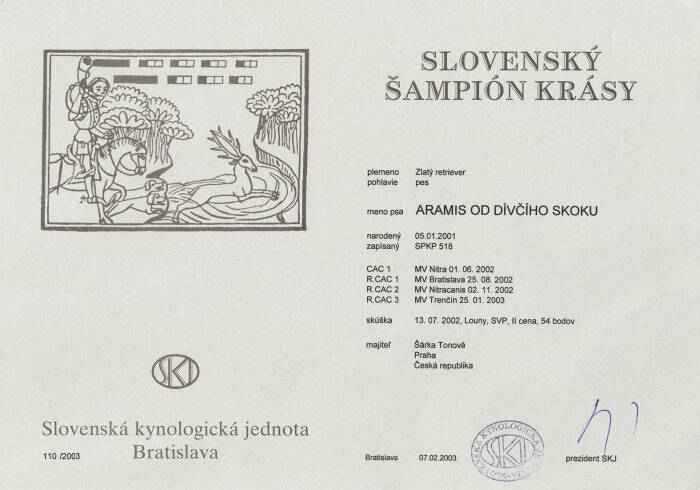 SLOVENSKÝ
ŠAMPIÓN KRÁSY
plemeno Zlatý retriever
pohlavie pes
meno psa ARAMIS OD DÍVČÍHO SKOKU
narodený 05.01.2001
zapísaný SPKP 518
CAC 1 MV Nitra 01. 06. 2002
R.CAC 1 MV Bratislava 25. 08. 2002
R.CAC 2 MV Nitracanis 02. 11. 2002
R.CAC 3 MV Trenčín 25. 01. 2003
skúška 13. 07. 2002, Louny, SVP, II cena, 54 bodov
majiteľ Šárka Tonová
Praha
Česká republika
SKJ
Slovenská kynologická jednota
Bratislava
110 /2003
Bratislava 07.02.2003
KYNOLOGICKÁ
SKJ
prezident SKJ